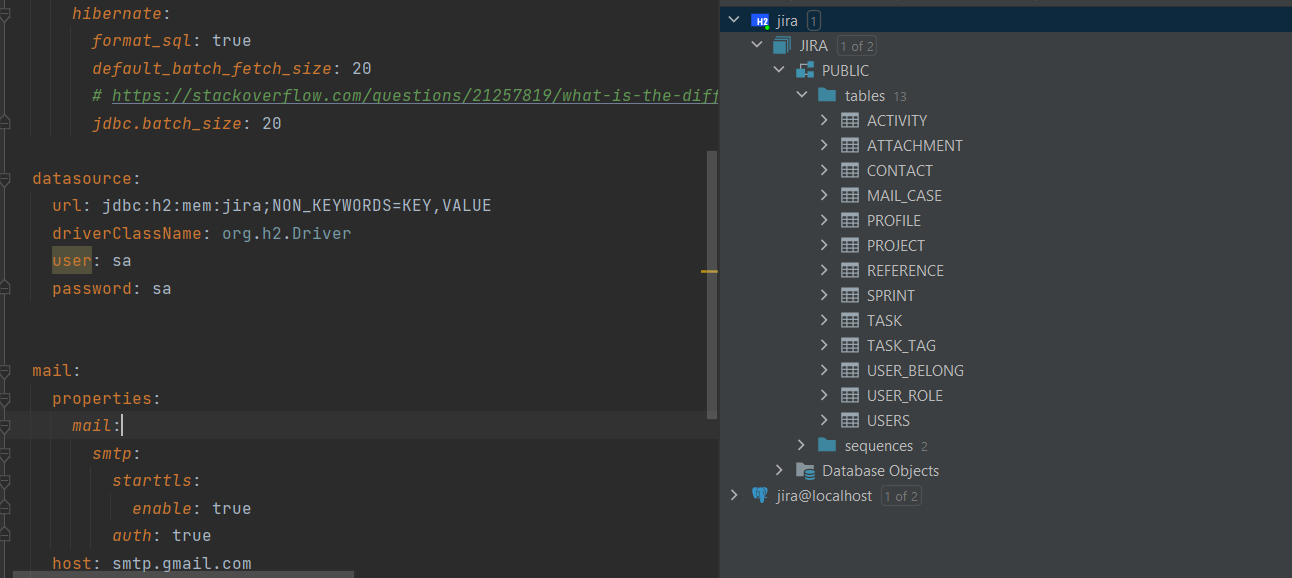 hibernate:
format_sql: true
default_batch_fetch_size: 20
# https://stackoverflow.com/questions/21257819/what-is-the-diff
jdbc.batch_size: 20
datasource:
url: jdbc:h2:mem:jira;NON_KEYWORDS=KEY,VALUE
driverClassName: org.h2.Driver
user: sa
password: sa
mail:
properties:
mail:
smtp:
starttls:
enable: true
auth: true
host: smtp.gmail.com
H2 jira 1
JIRA 1 of 2
PUBLIC
tables 13
ACTIVITY
ATTACHMENT
CONTACT
MAIL_CASE
PROFILE
PROJECT
REFERENCE
SPRINT
TASK
TASK_TAG
USER_BELONG
USER_ROLE
USERS
sequences 2
Database Objects
jira@localhost 1 of 2